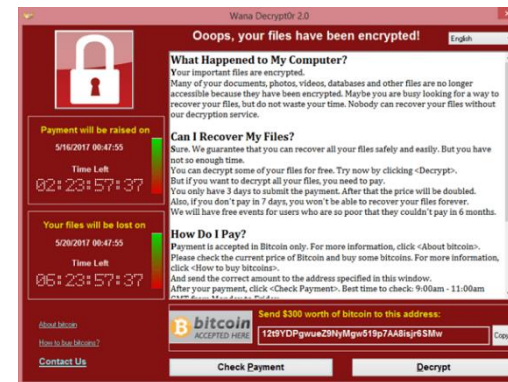 Wana Decrypt0r 2.0
Ooops, your files have been encrypted!
English
Payment will be raised on
5/16/2017 00:47:55
Time Left
02:23:57:37
Your files will be lost on
5/20/2017 00:47:55
Time Left
06:23:57:37
About bitcoin
How to buy bitcoins?
Contact Us
What Happened to My Computer?
Your important files are encrypted.
Many of your documents, photos, videos, databases and other files are no longer
accessible because they have been encrypted. Maybe you are busy looking for a way to
recover your files, but do not waste your time. Nobody can recover your files without
our decryption service.
Can I Recover My Files?
Sure. We guarantee that you can recover all your files safely and easily. But you have
not so enough time.
You can decrypt some of your files for free. Try now by clicking <Decrypt>.
But if you want to decrypt all your files, you need to pay.
You only have 3 days to submit the payment. After that the price will be doubled.
Also, if you don't pay in 7 days, you won't be able to recover your files forever.
We will have free events for users who are so poor that they couldn't pay in 6 months.
How Do I Pay?
Payment is accepted in Bitcoin only. For more information, click <About bitcoin>.
Please check the current price of Bitcoin and buy some bitcoins. For more information,
click <How to buy bitcoins>.
And send the correct amount to the address specified in this window.
After your payment, click <Check Payment>. Best time to check: 9:00am - 11:00am
GMT from Monday to Friday
bitcoin
ACCEPTED HERE
Send $300 worth of bitcoin to this address:
12t9YDPgwueZ9NyMgw519p7AA8isjr6SMw
Copy
Check Payment
Decrypt